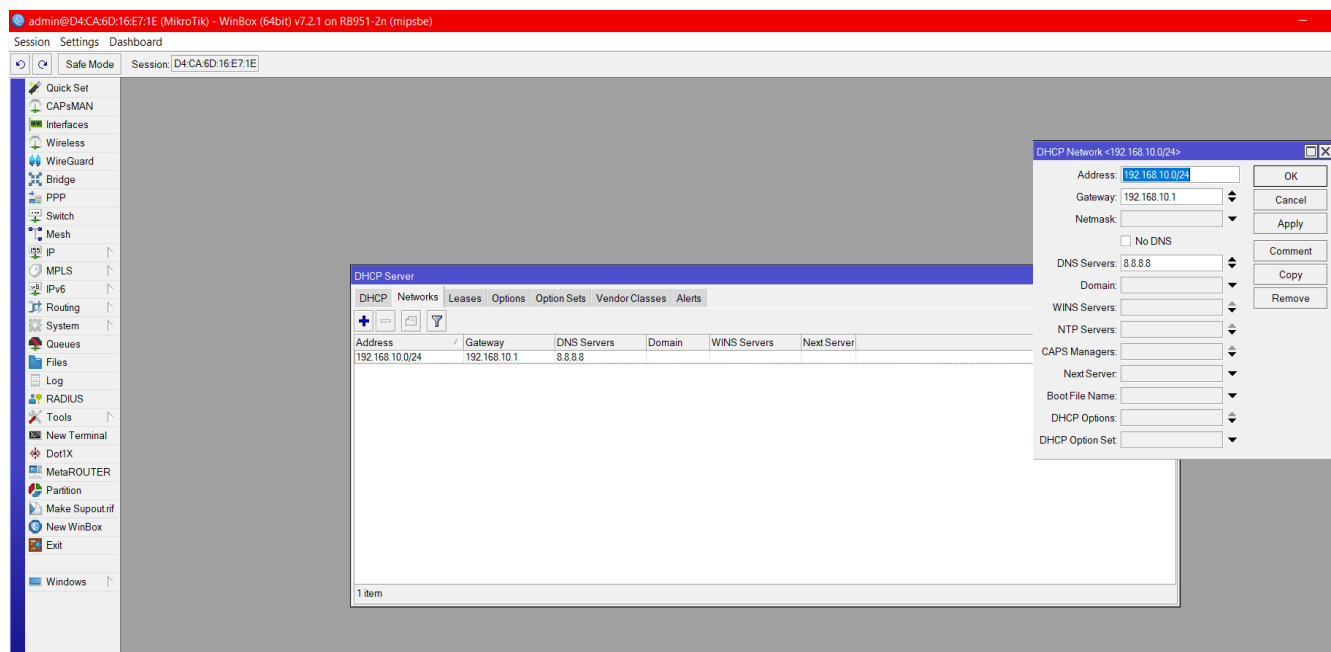 admin@D4:CA:6D:16:E7:1E (MikroTik) - WinBox (64bit) v7.2.1 on RB951-2n (mipsbe)
Session Settings Dashboard
Safe Mode Session: D4:CA:6D:16:E7:1E
Quick Set
CAPsMAN
Interfaces
Wireless
WireGuard
Bridge
PPP
Switch
Mesh
IP
MPLS
IPv6
Routing
System
Queues
Files
Log
RADIUS
Tools
New Terminal
Dot1X
MetaROUTER
Partition
Make Supout.rif
New WinBox
Exit
Windows
DHCP Server
DHCP Networks Leases Options Option Sets Vendor Classes Alerts
Address Gateway DNS Servers Domain WINS Servers Next Server
192.168.10.0/24 192.168.10.1 8.8.8.8
1 item
DHCP Network <192.168.10.0/24>
Address: 192.168.10.0/24 OK
Gateway: 192.168.10.1 Cancel
Netmask: Apply
No DNS Comment
DNS Servers: 8.8.8.8 Copy
Domain: Remove
WINS Servers:
NTP Servers:
CAPS Managers:
Next Server:
Boot File Name:
DHCP Options:
DHCP Option Set: